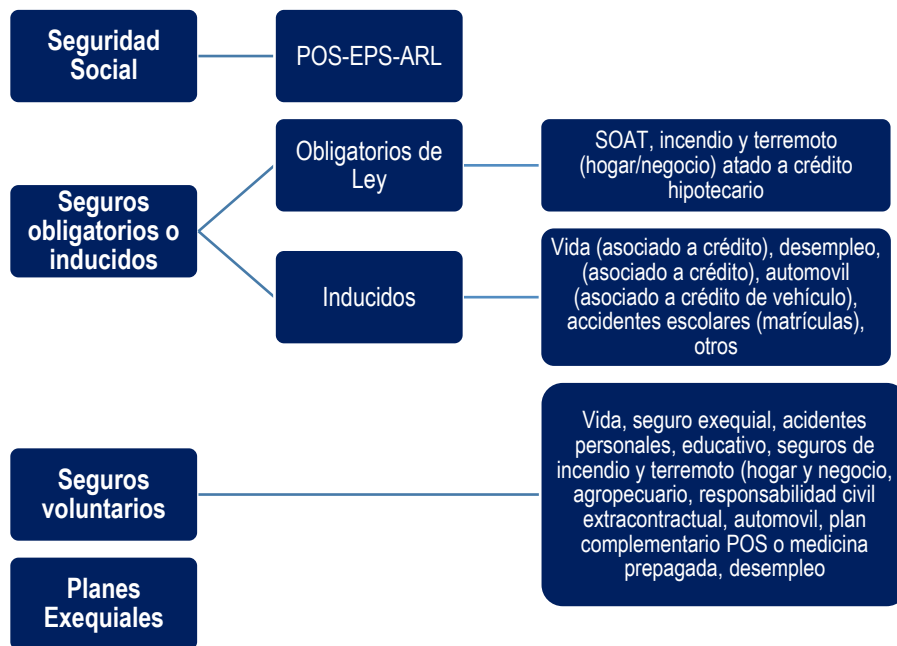 Seguridad
Social
POS-EPS-ARL
Seguros
obligatorios o
inducidos
Obligatorios de
Ley
SOAT, incendio y terremoto
(hogar/negocio) atado a crédito
hipotecario
Inducidos
Vida (asociado a crédito), desempleo,
(asociado a crédito), automovil
(asociado a crédito de vehículo),
accidentes escolares (matrículas),
otros
Seguros
voluntarios
Vida, seguro exequial, acidentes
personales, educativo, seguros de
incendio y terremoto (hogar y negocio,
agropecuario, responsabilidad civil
extracontractual, automovil, plan
complementario POS o medicina
prepagada, desempleo
Planes
Exequiales